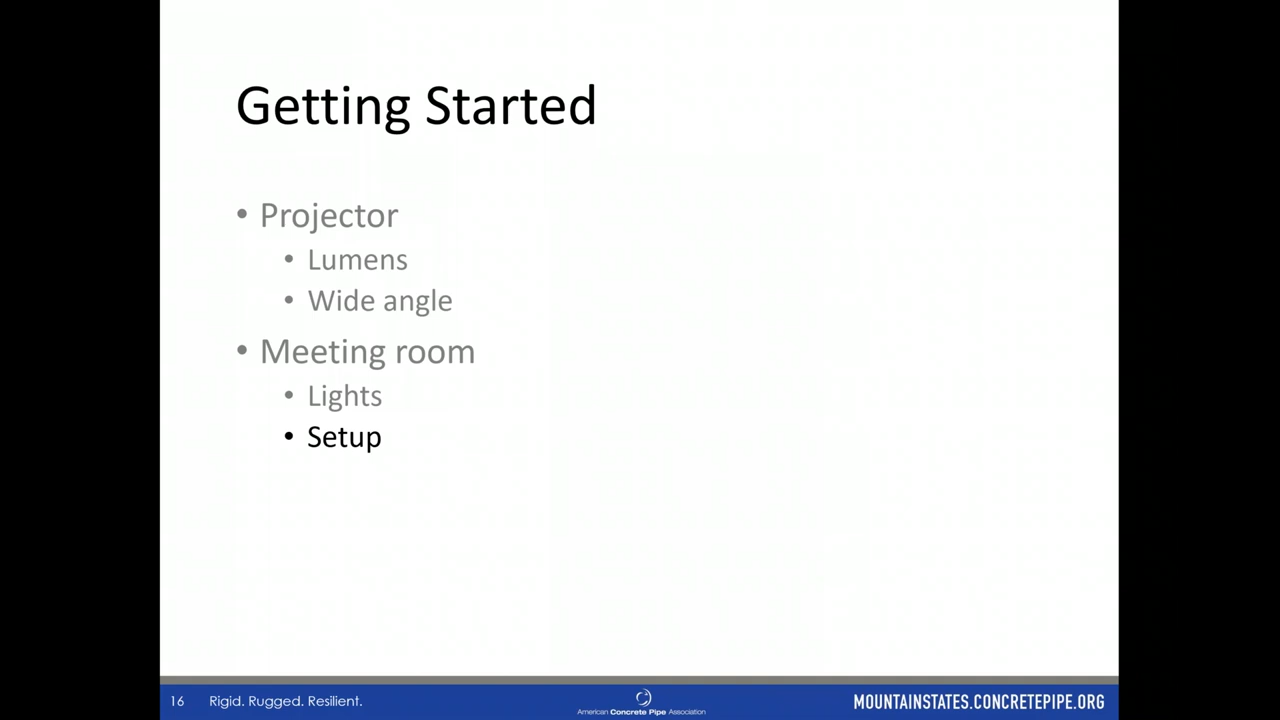 Getting Started
• Projector
• Lumens
• Wide angle
• Meeting room
• Lights
• Setup
16 Rigid. Rugged. Resilient.
American Concrete Pipe Association
MOUNTAINSTATES.CONCRETEPIPE.ORG